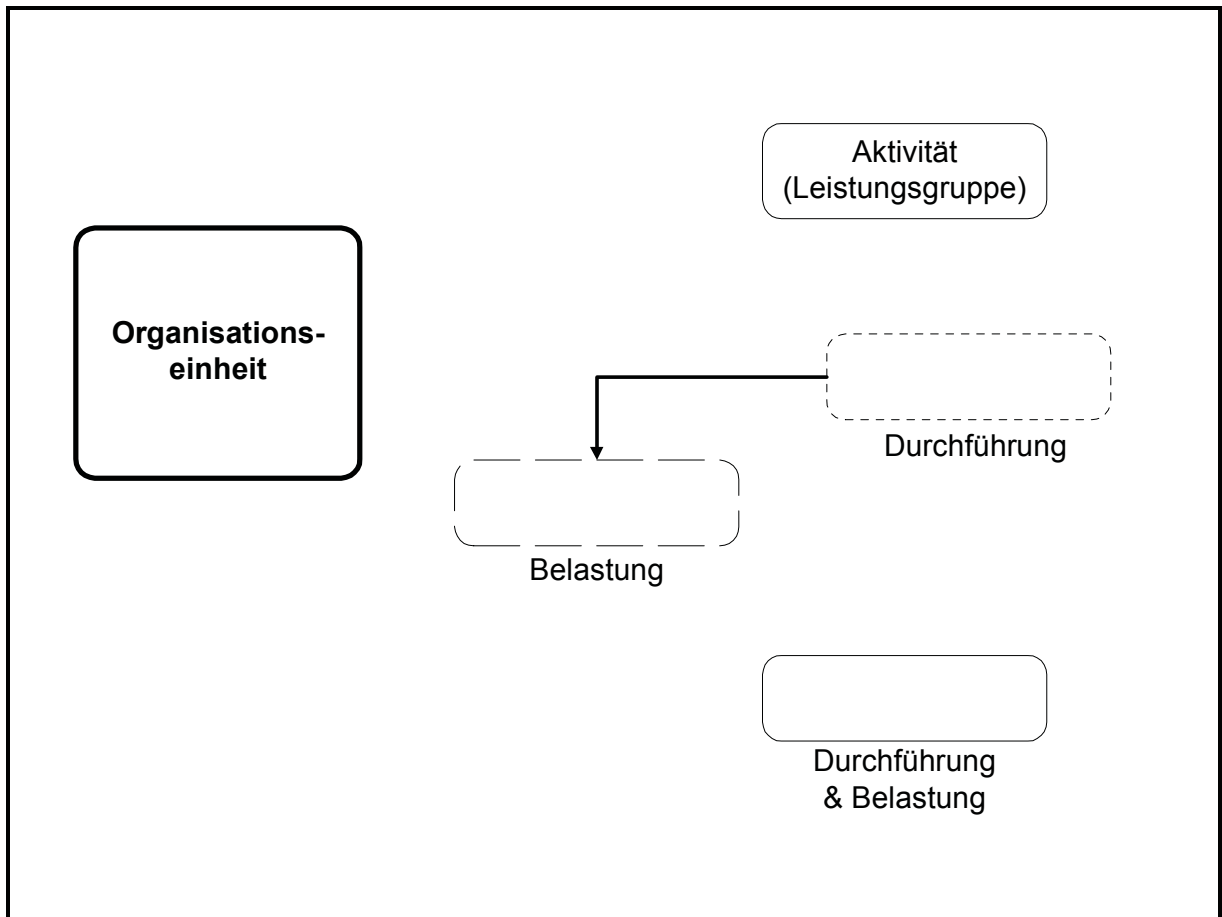 Aktivität
(Leistungsgruppe)
Organisations-
einheit
Durchführung
Belastung
Durchführung
& Belastung